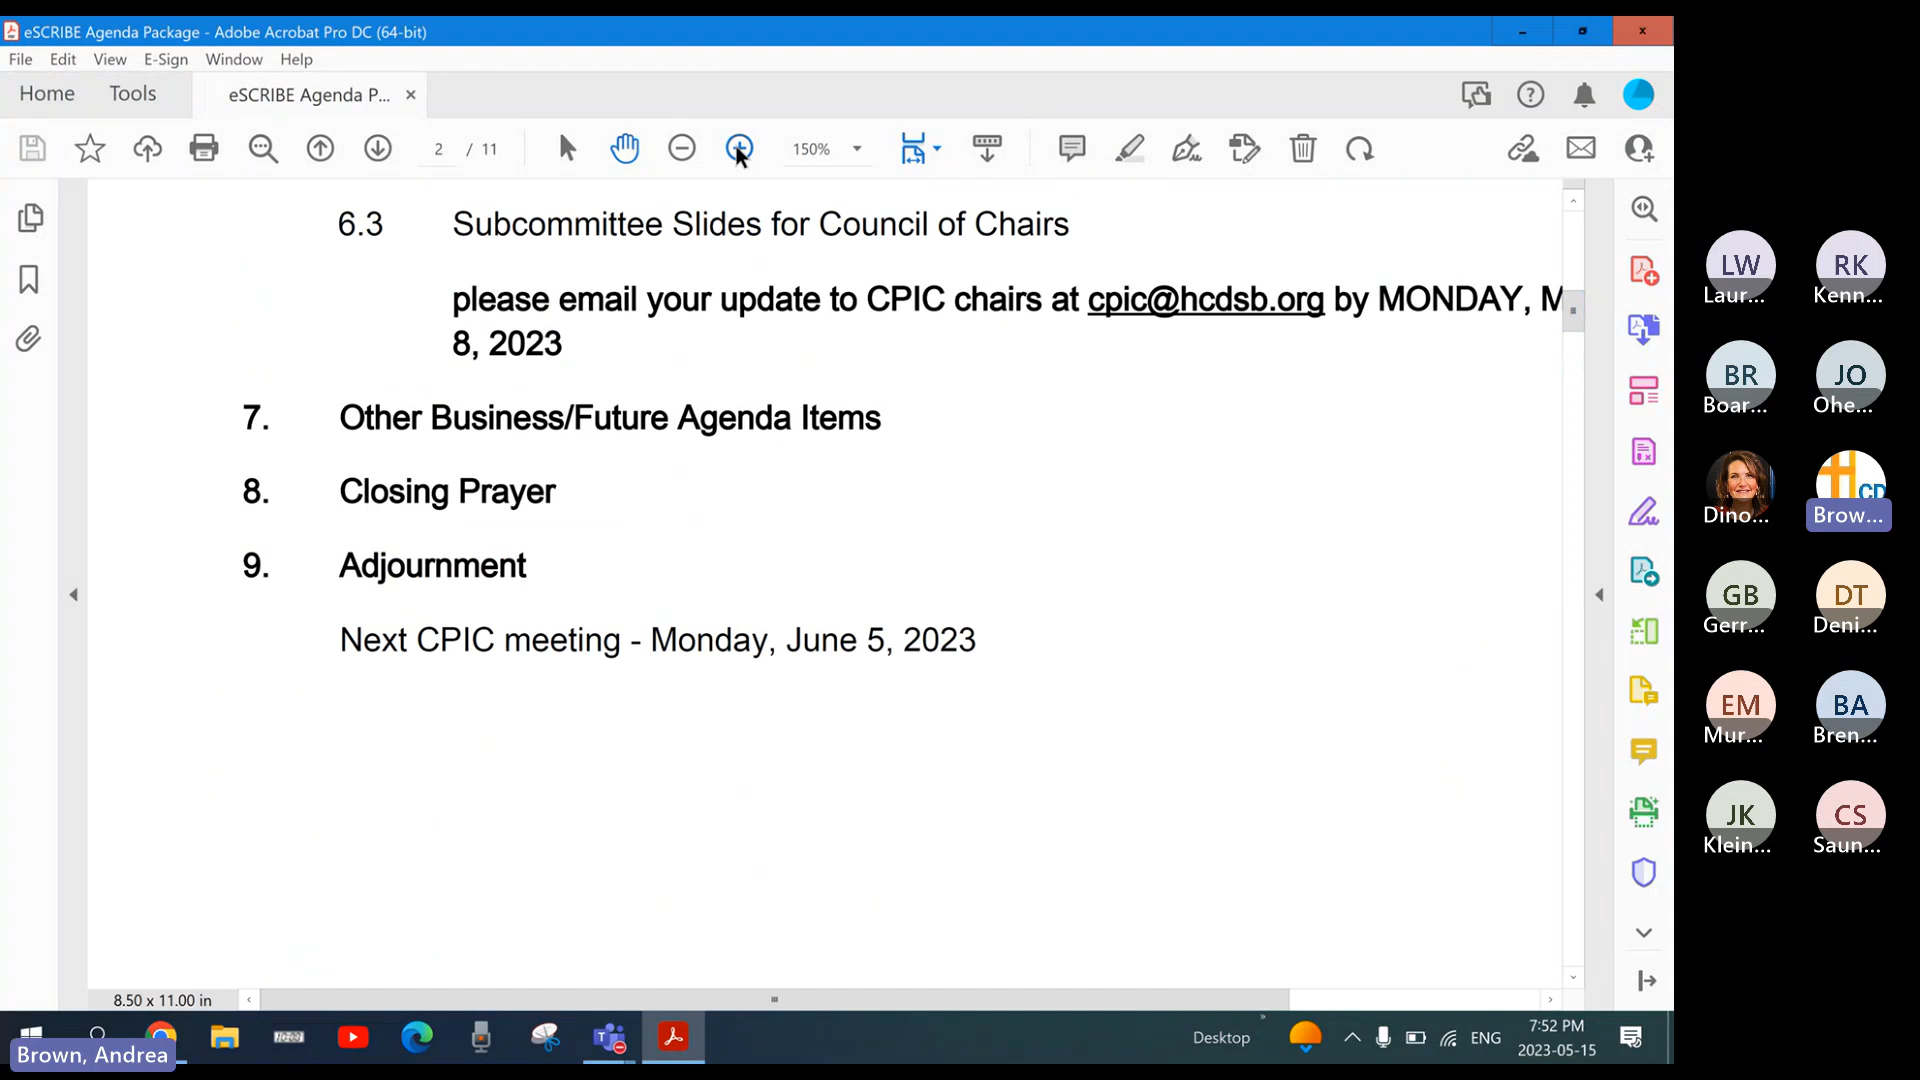 eSCRIBE Agenda Package - Adobe Acrobat Pro DC (64-bit)
File Edit View E-Sign Window Help
Home Tools eSCRIBE Agenda P...
2 / 11 150%
6.3 Subcommittee Slides for Council of Chairs
please email your update to CPIC chairs at cpic@hcdsb.org by MONDAY, M
8, 2023
7. Other Business/Future Agenda Items
8. Closing Prayer
9. Adjournment
Next CPIC meeting - Monday, June 5, 2023
8.50 x 11.00 in
LW RK
Laur... Kenn...
BR JO
Boar... Ohe...
CD
Dino... Brow...
GB DT
Gerr... Deni...
EM BA
Mur... Bren...
JK CS
Klein... Saun...
Desktop ENG 7:52 PM
2023-05-15
Brown, Andrea